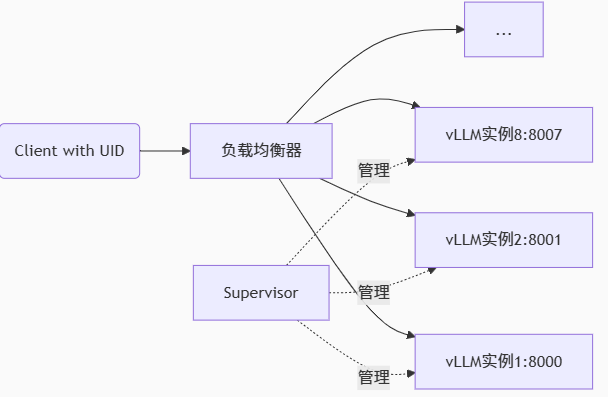 ...
Client with UID
负载均衡器
vLLM实例8:8007
管理
vLLM实例2:8001
Supervisor
管理
vLLM实例1:8000
管理